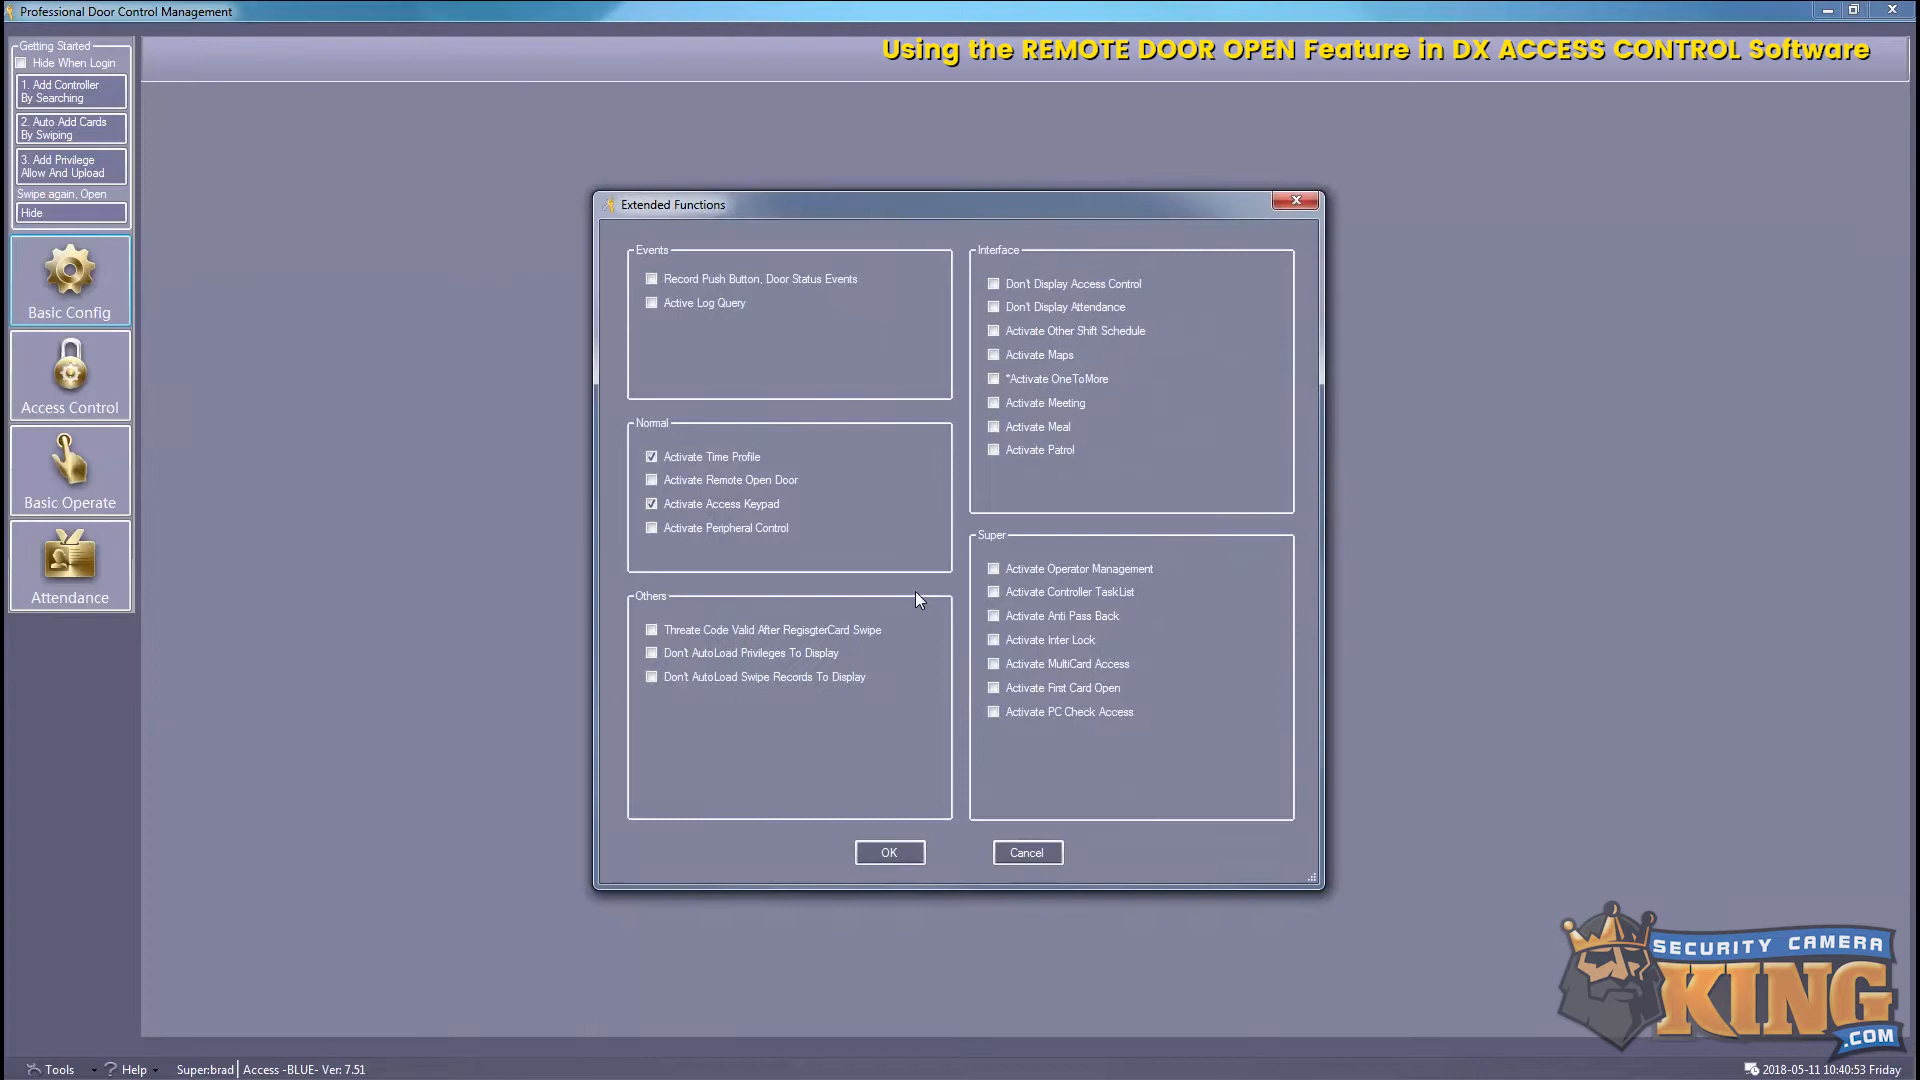 Professional Door Control Management
Using the REMOTE DOOR OPEN Feature in DX ACCESS CONTROL Software
Getting Started
Hide When Login
1. Add Controller
By Searching
2. Auto Add Cards
By Swiping
3. Add Privilege
Allow And Upload
Swipe again, Open
Hide
Basic Config
Access Control
Basic Operate
Attendance
Extended Functions
Events
Record Push Button, Door Status Events
Active Log Query
Normal
Activate Time Profile
Activate Remote Open Door
Activate Access Keypad
Activate Peripheral Control
Others
Threate Code Valid After RegisgterCard Swipe
Don't AutoLoad Privileges To Display
Don't AutoLoad Swipe Records To Display
Interface
Don't Display Access Control
Don't Display Attendance
Activate Other Shift Schedule
Activate Maps
*Activate OneToMore
Activate Meeting
Activate Meal
Activate Patrol
Super
Activate Operator Management
Activate Controller TaskList
Activate Anti Pass Back
Activate Inter Lock
Activate MultiCard Access
Activate First Card Open
Activate PC Check Access
OK
Cancel
SECURITY CAMERA
KING
.COM
Tools
Help
Super:brad
Access -BLUE- Ver: 7.51
2018-05-11 10:40:53 Friday